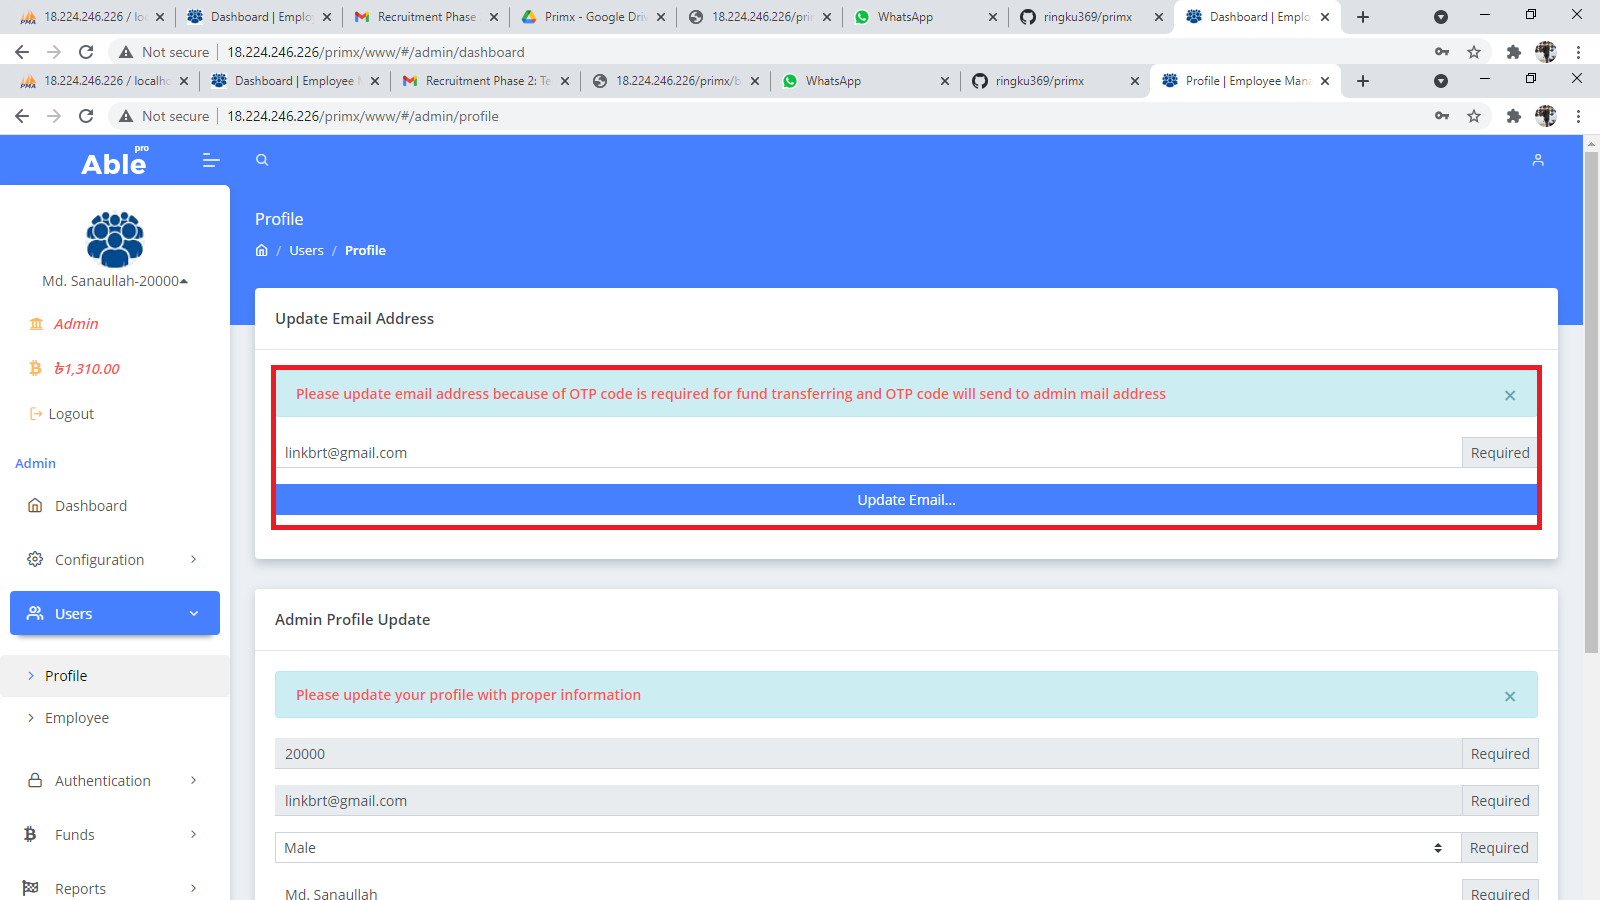 18.224.246.226 / lo
Dashboard | Emplo
Recruitment Phase
Primx - Google Dri
18.224.246.226/pri
WhatsApp
ringku369/primx
Dashboard | Emplo
Not secure
18.224.246.226/primx/www/#/admin/dashboard
18.224.246.226 / localho
Dashboard | Employee M
Recruitment Phase 2: Te
18.224.246.226/primx/b
WhatsApp
ringku369/primx
Profile | Employee Mana
Not secure
18.224.246.226/primx/www/#/admin/profile
Able pro
Md. Sanaullah-20000
Admin
৳1,310.00
Logout
Admin
Dashboard
Configuration
Users
Profile
Employee
Authentication
Funds
Reports
Profile
/ Users / Profile
Update Email Address
Please update email address because of OTP code is required for fund transferring and OTP code will send to admin mail address
×
linkbrt@gmail.com
Required
Update Email...
Admin Profile Update
Please update your profile with proper information
×
20000
Required
linkbrt@gmail.com
Required
Male
Required
Md. Sanaullah
Required